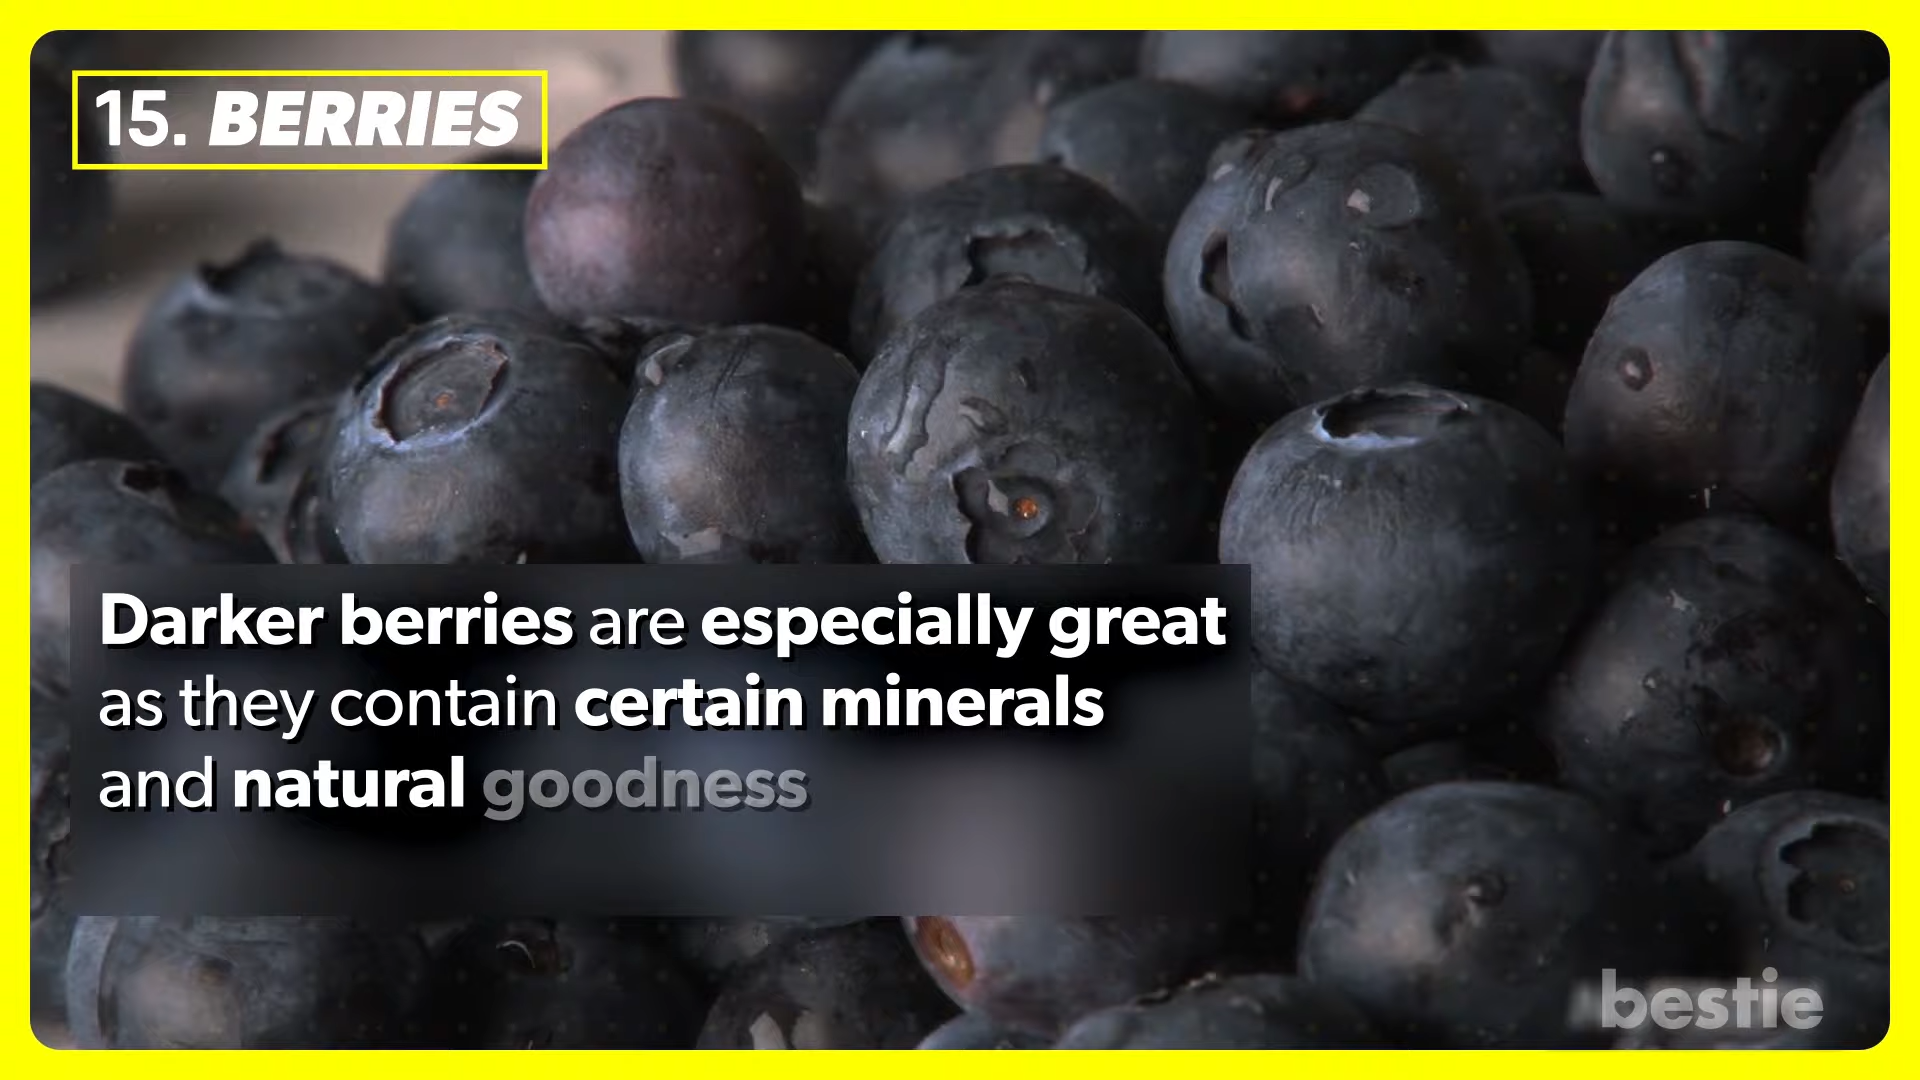 15. BERRIES
Darker berries are especially great
as they contain certain minerals
and natural goodness
bestie